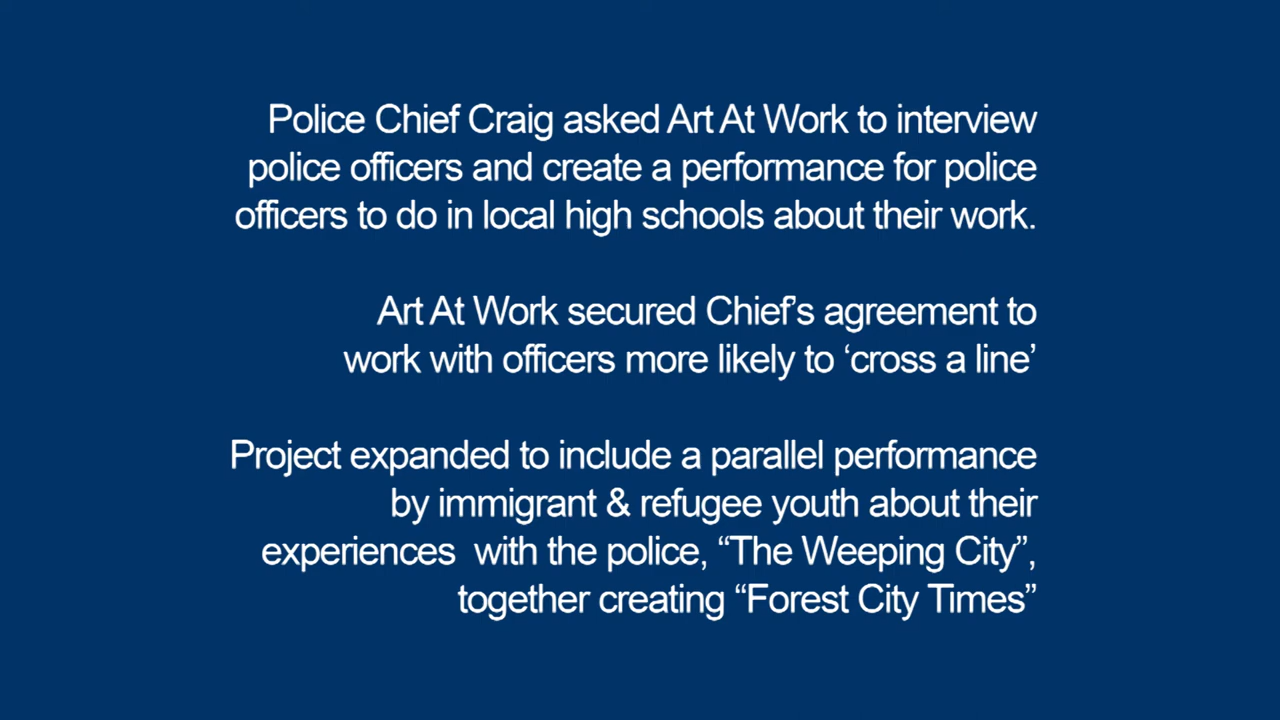 Police Chief Craig asked Art At Work to interview
police officers and create a performance for police
officers to do in local high schools about their work.
Art At Work secured Chief’s agreement to
work with officers more likely to ‘cross a line’
Project expanded to include a parallel performance
by immigrant & refugee youth about their
experiences  with the police, “The Weeping City”,
together creating “Forest City Times”